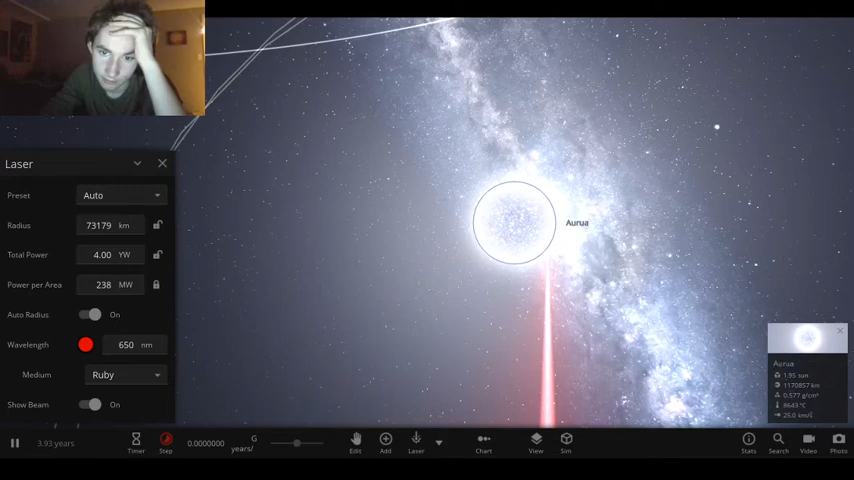 Laser
Preset Auto
Radius 73179 km
Total Power 4.00 YW
Power per Area 238 MW
Auto Radius On
Wavelength 650 nm
Medium Ruby
Show Beam On
Aurua
Aurua
1.95 sun
1170857 km
0.577 g/cm³
8643 °C
25.0 km/s
3.93 years
Timer
Step
0.0000000 G years/
Edit
Add
Laser
Chart
View
Sim
Stats
Search
Video
Photo